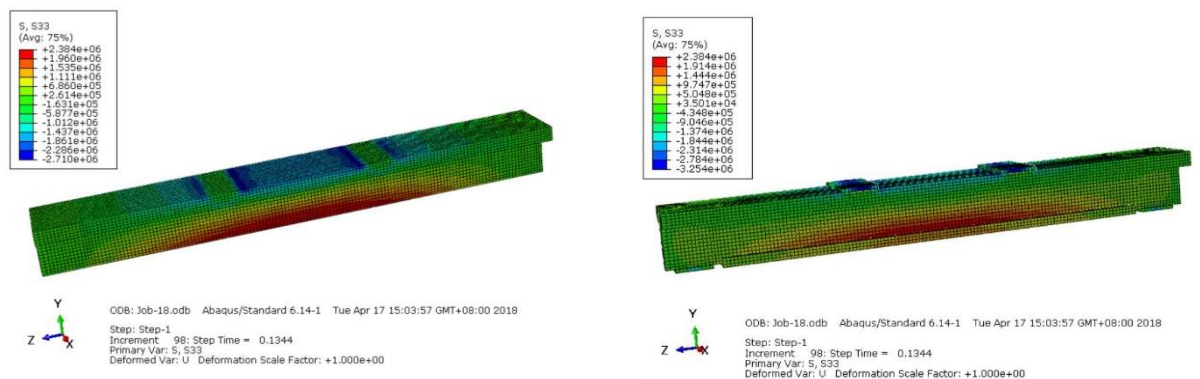 S, S33
(Avg: 75%)
+2.384e+06
+1.960e+06
+1.535e+06
+1.111e+06
+6.860e+05
+2.614e+05
-1.631e+05
-5.877e+05
-1.012e+06
-1.437e+06
-1.861e+06
-2.286e+06
-2.710e+06
Y
Z
X
ODB: Job-18.odb Abaqus/Standard 6.14-1 Tue Apr 17 15:03:57 GMT+08:00 2018
Step: Step-1
Increment 98: Step Time = 0.1344
Primary Var: S, S33
Deformed Var: U Deformation Scale Factor: +1.000e+00
S, S33
(Avg: 75%)
+2.384e+06
+1.914e+06
+1.444e+06
+9.747e+05
+5.048e+05
+3.501e+04
-4.348e+05
-9.046e+05
-1.374e+06
-1.844e+06
-2.314e+06
-2.784e+06
-3.254e+06
Y
Z
X
ODB: Job-18.odb Abaqus/Standard 6.14-1 Tue Apr 17 15:03:57 GMT+08:00 2018
Step: Step-1
Increment 98: Step Time = 0.1344
Primary Var: S, S33
Deformed Var: U Deformation Scale Factor: +1.000e+00